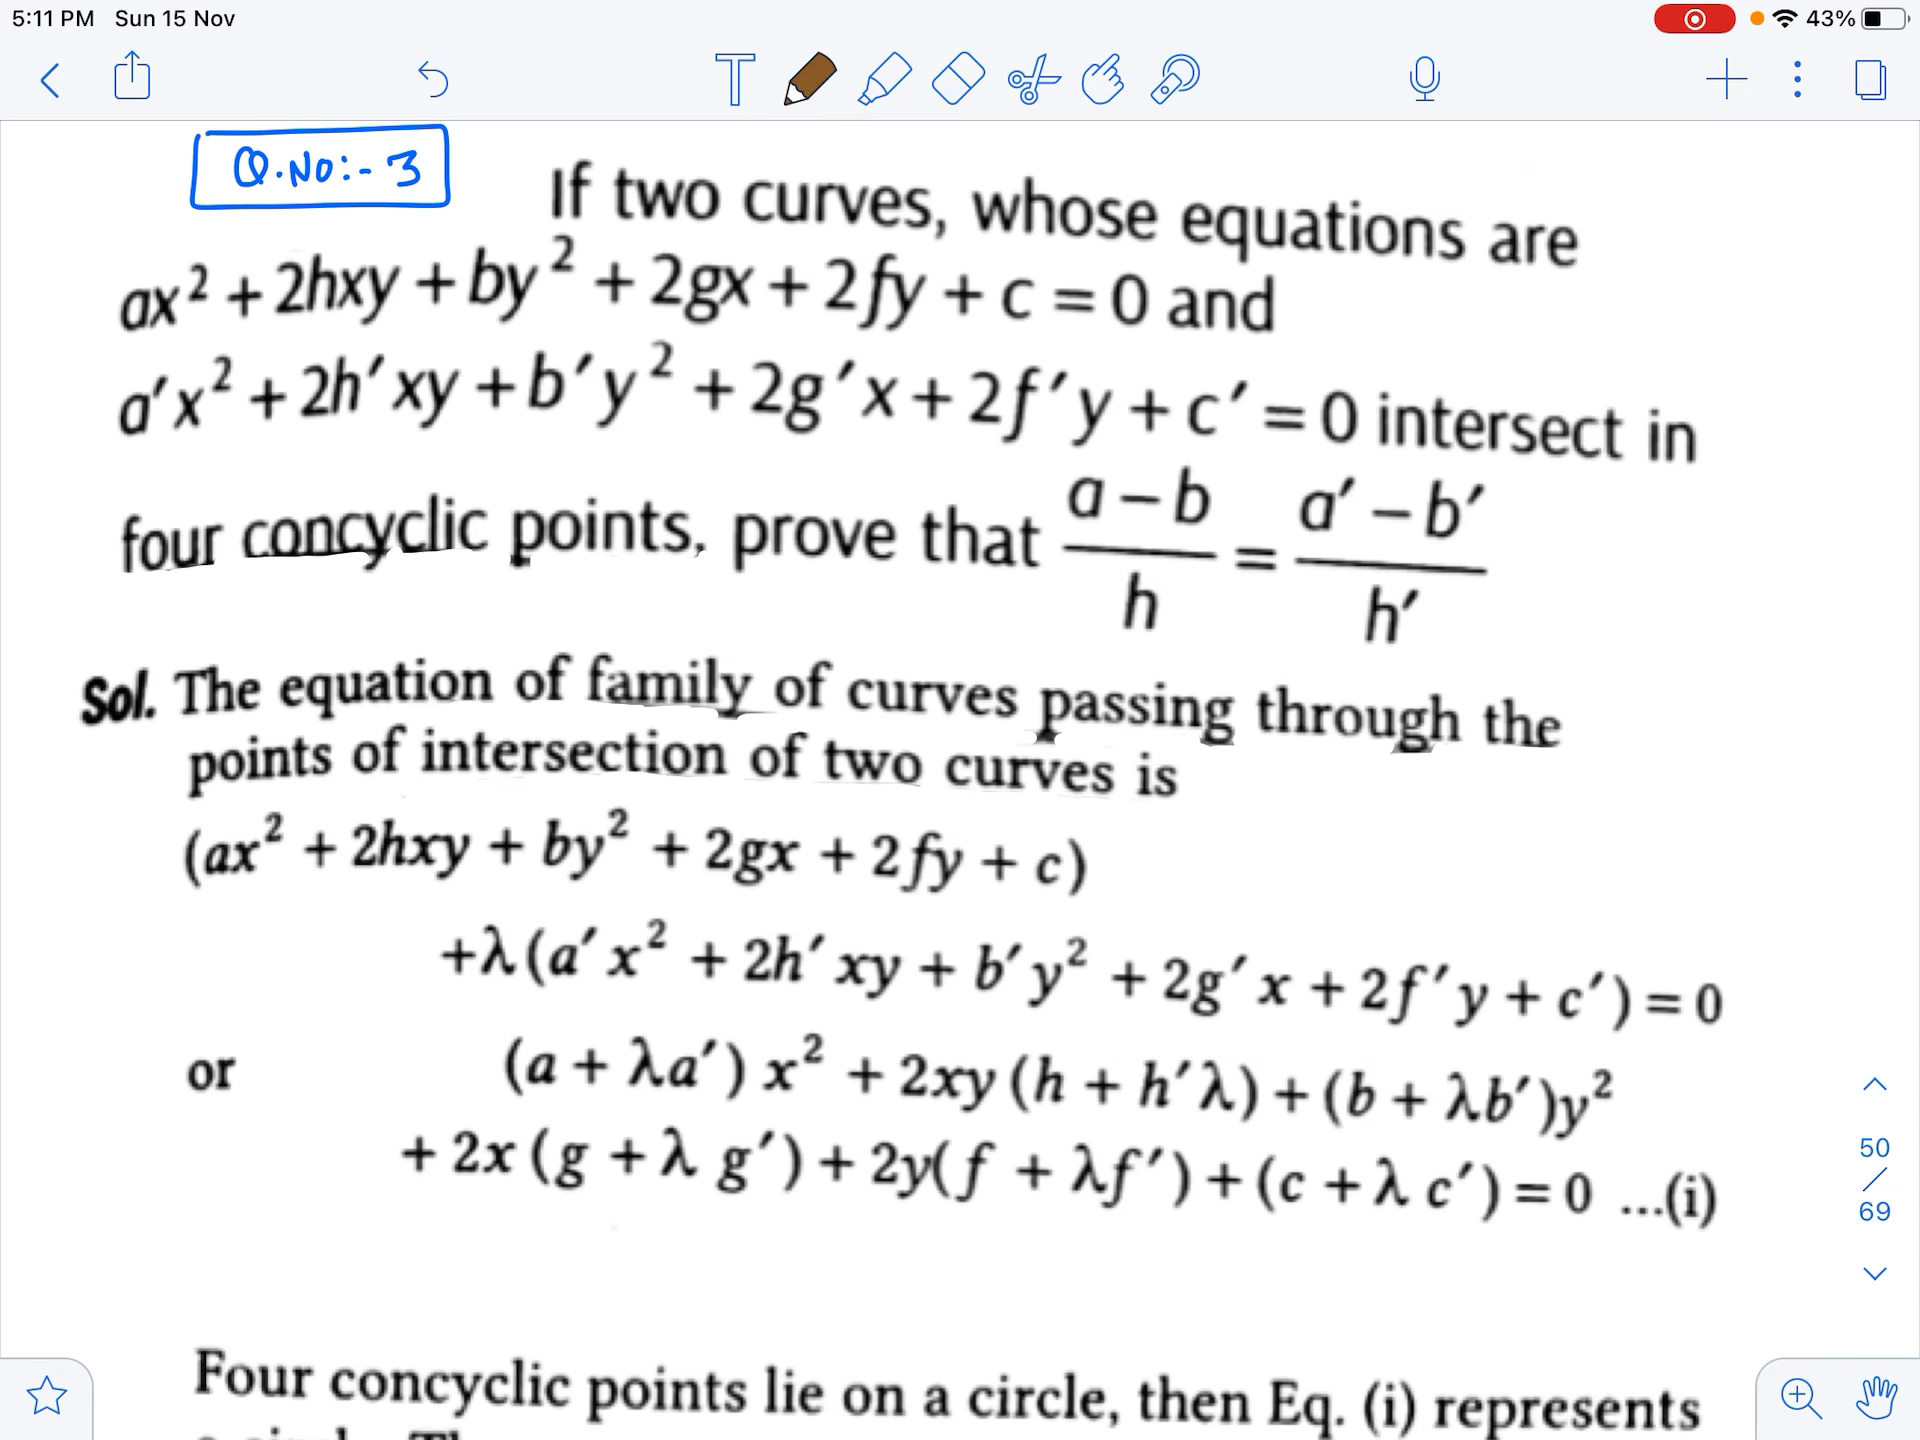 5:11 PM Sun 15 Nov
43%
T
Q.No:- 3
If two curves, whose equations are
ax² + 2hxy + by² + 2gx + 2fy + c = 0 and
a′x² + 2h′xy + b′y² + 2g′x + 2f′y + c′ = 0 intersect in
four concyclic points, prove that (a – b)/h = (a′ – b′)/h′
Sol. The equation of family of curves passing through the
points of intersection of two curves is
(ax² + 2hxy + by² + 2gx + 2fy + c)
+λ(a′x² + 2h′xy + b′y² + 2g′x + 2f′y + c′) = 0
or (a + λa′) x² + 2xy (h + h′λ) + (b + λb′)y²
+ 2x (g + λ g′) + 2y(f + λf′) + (c + λ c′) = 0 ...(i)
50
/
69
Four concyclic points lie on a circle, then Eq. (i) represents